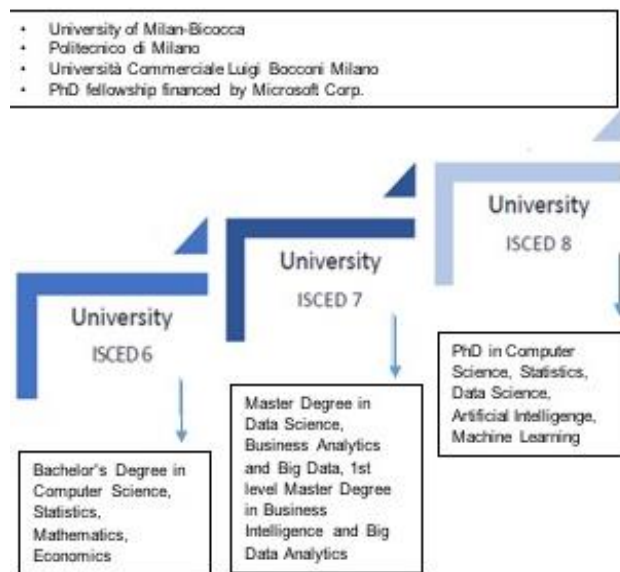 • University of Milan-Bicocca
• Politecnico di Milano
• Università Commerciale Luigi Bocconi Milano
• PhD fellowship financed by Microsoft Corp.
University
ISCED 8
University
ISCED 7
University
ISCED 6
PhD in Computer
Science, Statistics,
Data Science,
Artificial Intelligenge,
Machine Learning
Master Degree in
Data Science,
Business Analytics
and Big Data, 1st
level Master Degree
in Business
Intelligence and Big
Data Analytics
Bachelor's Degree in
Computer Science,
Statistics,
Mathematics,
Economics